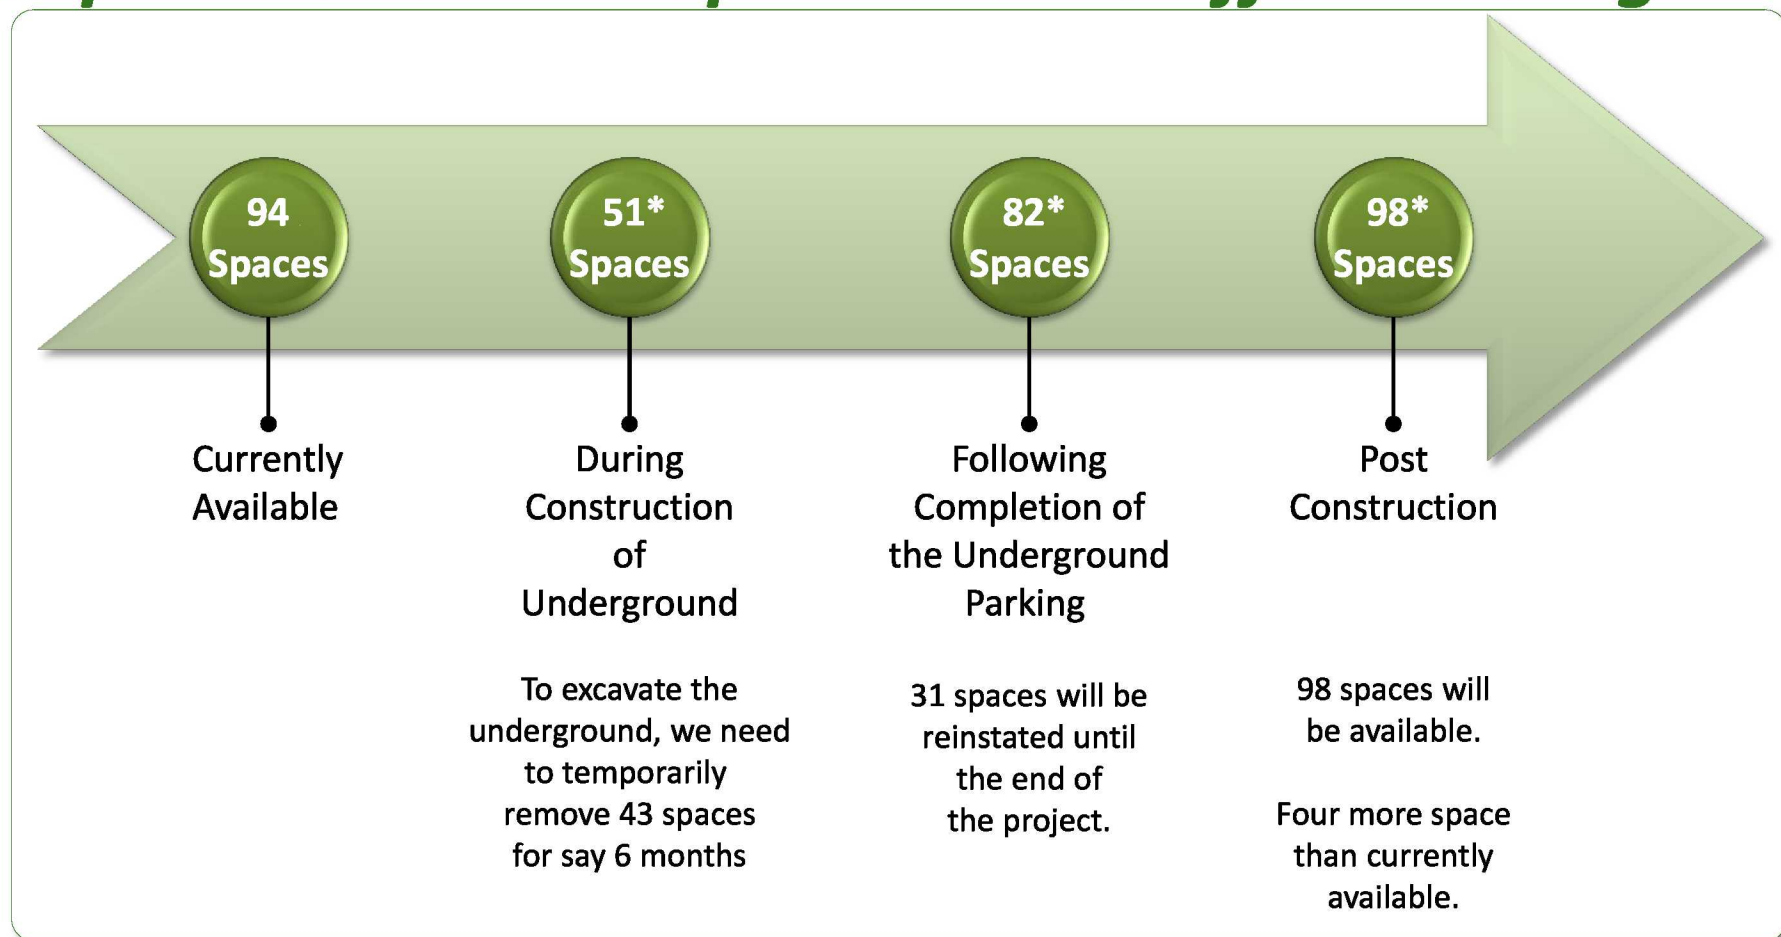 94
Spaces
51*
Spaces
82*
Spaces
98*
Spaces
Currently
Available
During
Construction
of
Underground
To excavate the
underground, we need
to temporarily
remove 43 spaces
for say 6 months
Following
Completion of
the Underground
Parking
31 spaces will be
reinstated until
the end of
the project.
Post
Construction
98 spaces will
be available.
Four more space
than currently
available.